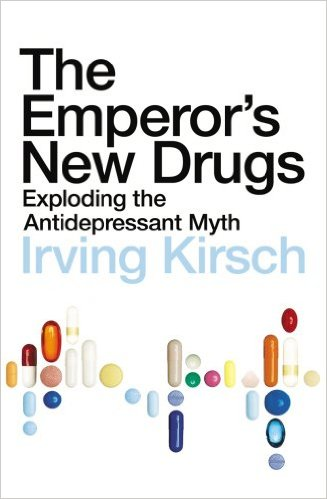 The
Emperor's
New Drugs
Exploding the
Antidepressant Myth
Irving Kirsch